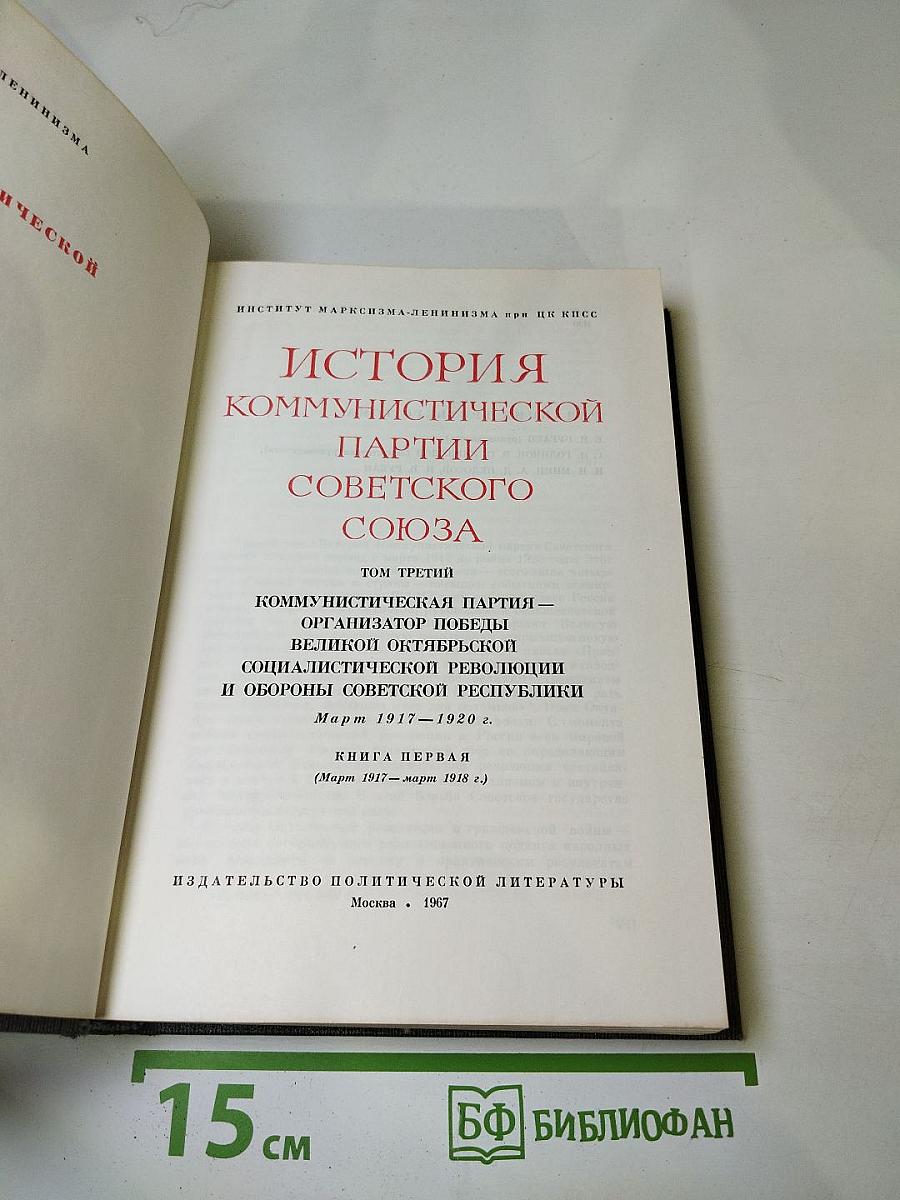 ЛЕНИНИЗМА
ИЧЕСКОЙ
ИНСТИТУТ МАРКСИЗМА-ЛЕНИНИЗМА при ЦК КПСС
ИСТОРИЯ
КОММУНИСТИЧЕСКОЙ
ПАРТИИ
СОВЕТСКОГО
СОЮЗА
ТОМ ТРЕТИЙ
КОММУНИСТИЧЕСКАЯ ПАРТИЯ —
ОРГАНИЗАТОР ПОБЕДЫ
ВЕЛИКОЙ ОКТЯБРЬСКОЙ
СОЦИАЛИСТИЧЕСКОЙ РЕВОЛЮЦИИ
И ОБОРОНЫ СОВЕТСКОЙ РЕСПУБЛИКИ
Март 1917—1920 г.
КНИГА ПЕРВАЯ
(Март 1917—март 1918 г.)
ИЗДАТЕЛЬСТВО ПОЛИТИЧЕСКОЙ ЛИТЕРАТУРЫ
Москва • 1967
15 см
БФ БИБЛИОФАН